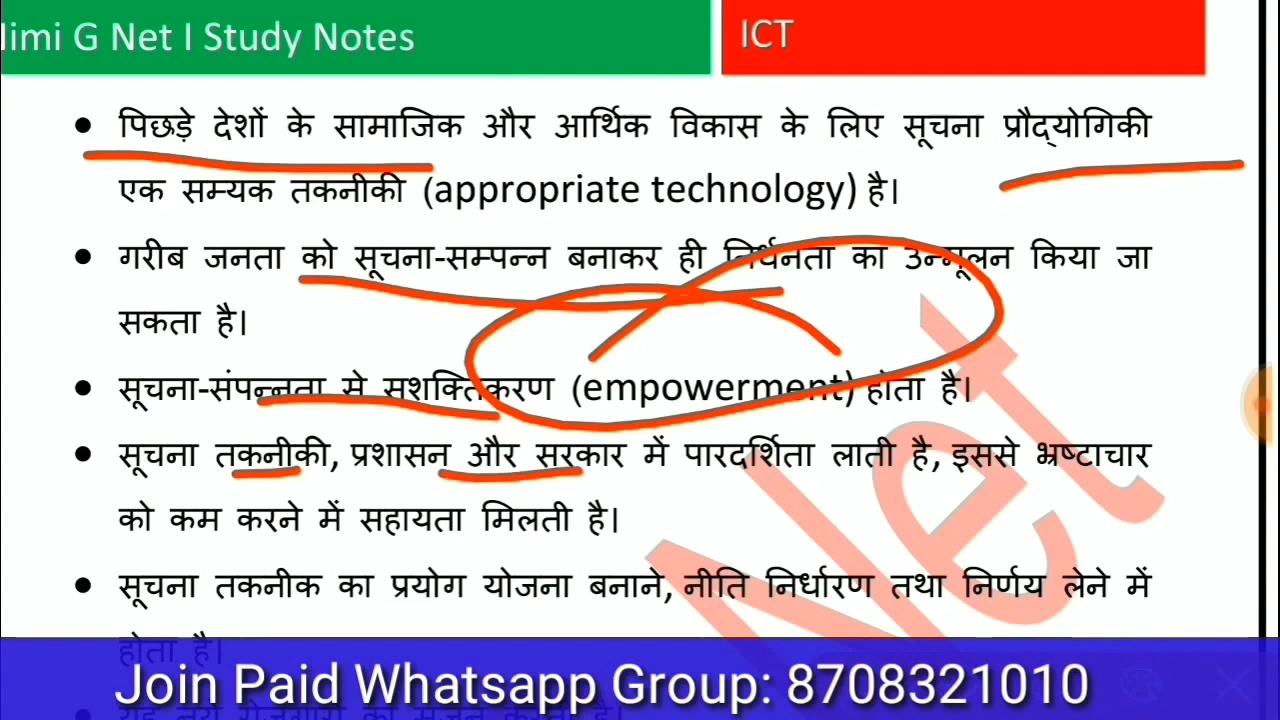 imi G Net I Study Notes
ICT
• पिछड़े देशों के सामाजिक और आर्थिक विकास के लिए सूचना प्रौद्योगिकी
एक सम्यक तकनीकी (appropriate technology) है।
• गरीब जनता को सूचना-सम्पन्न बनाकर ही निर्धनता का उन्मूलन किया जा
सकता है।
• सूचना-संपन्नता से सशक्तिकरण (empowerment) होता है।
• सूचना तकनीकी, प्रशासन और सरकार में पारदर्शिता लाती है, इससे भ्रष्टाचार
को कम करने में सहायता मिलती है।
• सूचना तकनीक का प्रयोग योजना बनाने, नीति निर्धारण तथा निर्णय लेने में
होता है।
Join Paid Whatsapp Group: 8708321010
Net